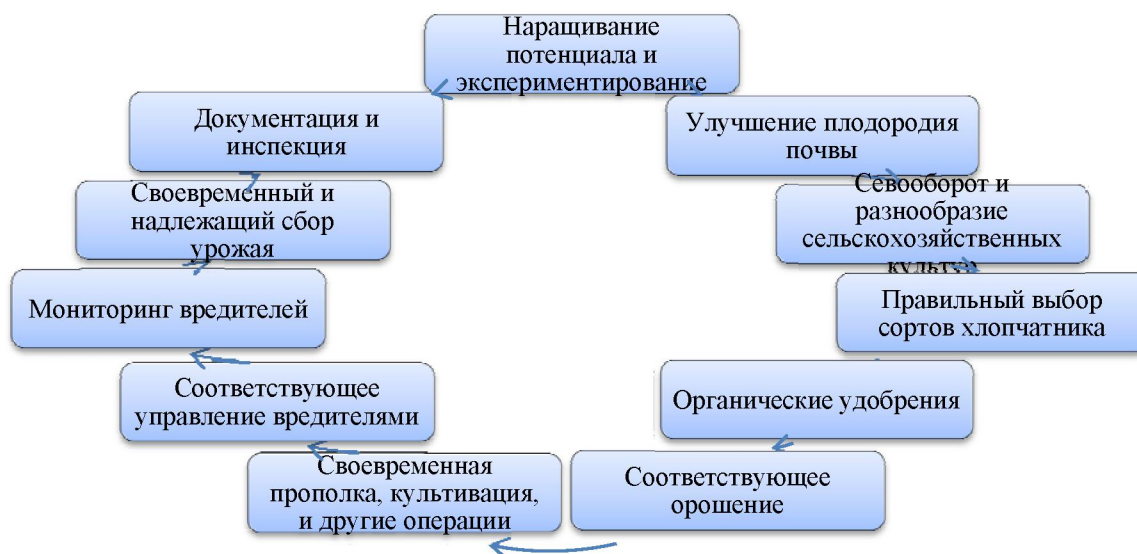 Наращивание
потенциала и
экспериментирование
Улучшение плодородия
почвы
Севооборот и
разнообразие
сельскохозяйственных
культур
Правильный выбор
сортов хлопчатника
Органические удобрения
Соответствующее
орошение
Своевременная
прополка, культивация,
и другие операции
Соответствующее
управление вредителями
Мониторинг вредителей
Своевременный и
надлежащий сбор
урожая
Документация и
инспекция